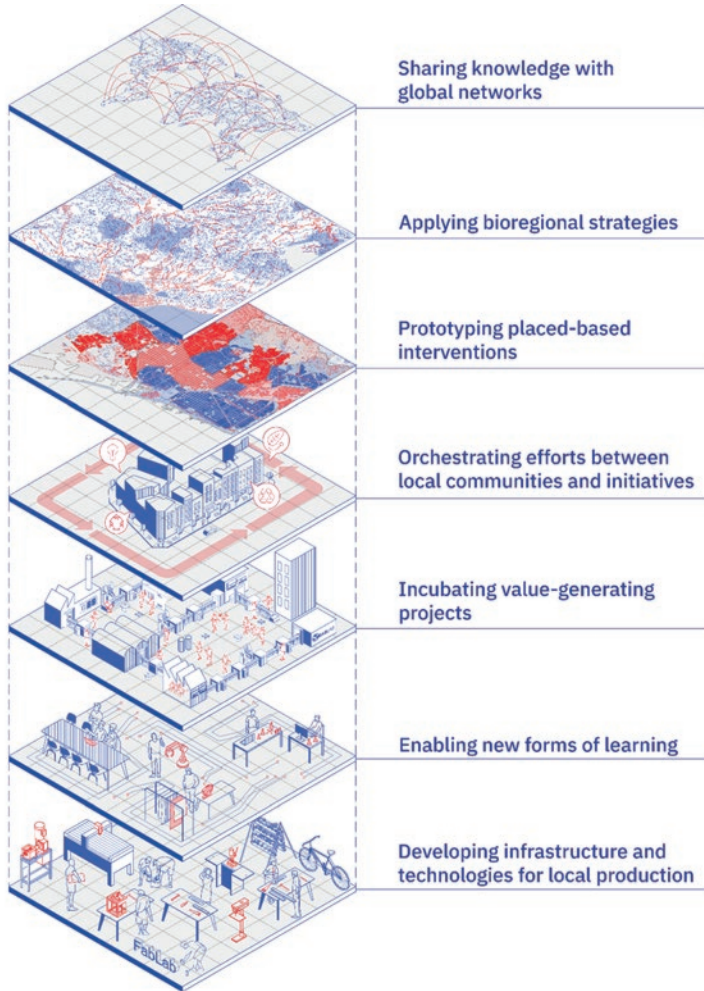 Sharing knowledge with
global networks
Applying bioregional strategies
Prototyping placed-based
interventions
Orchestrating efforts between
local communities and initiatives
Incubating value-generating
projects
Enabling new forms of learning
Developing infrastructure and
technologies for local production
FabLab